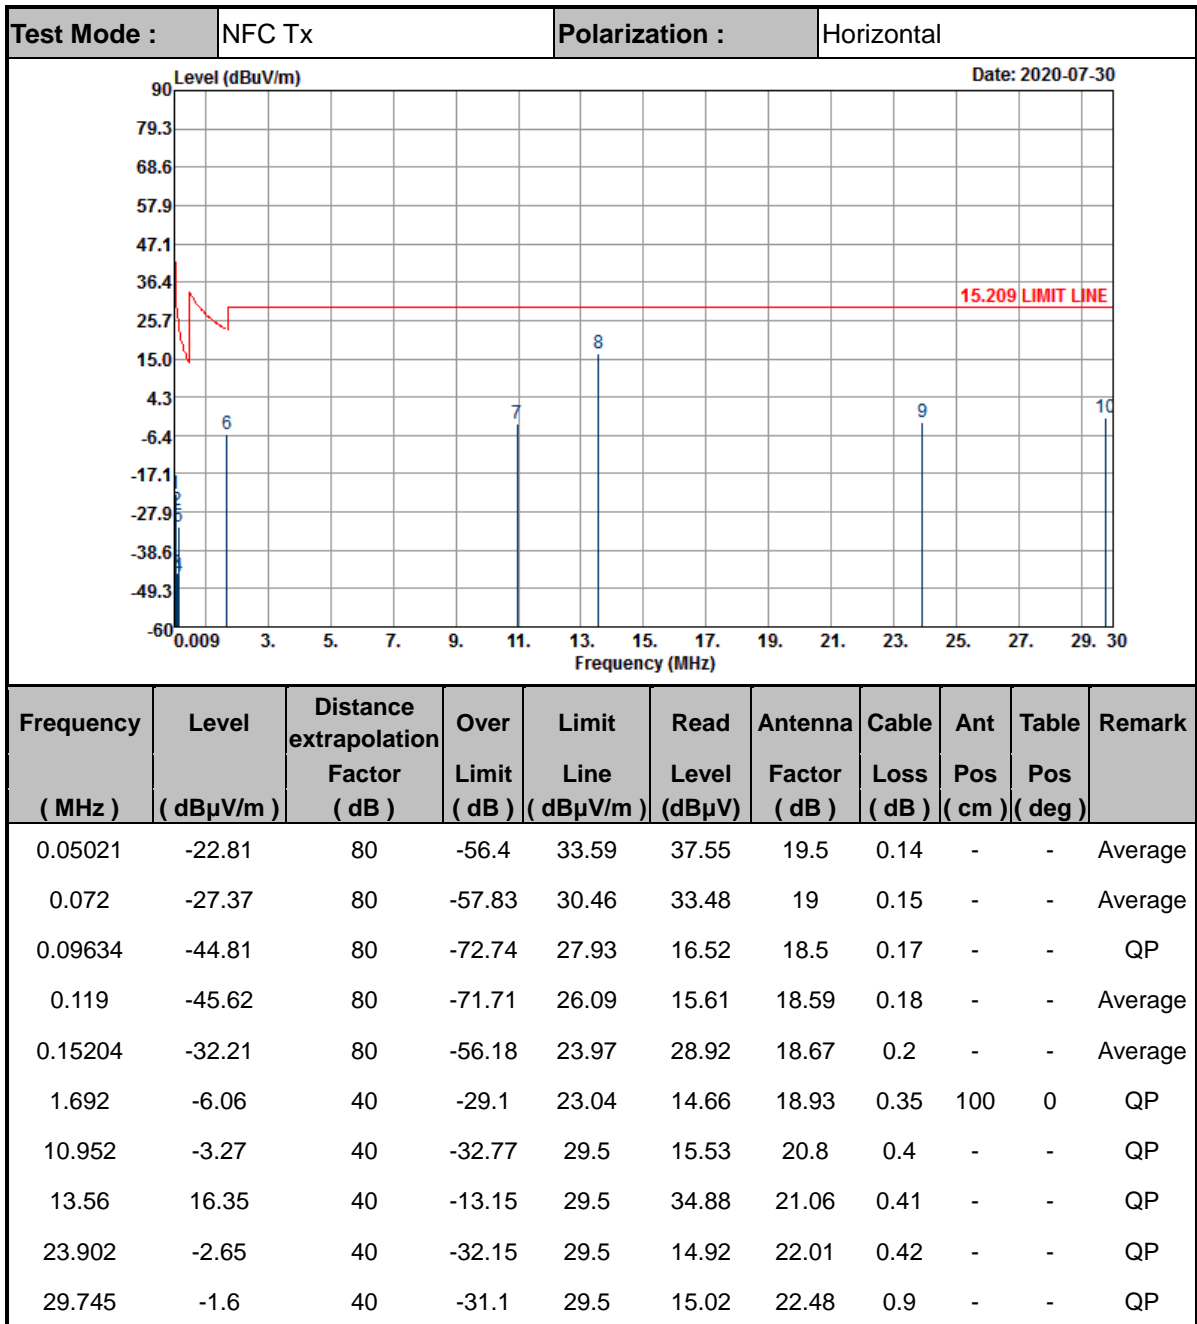 Test Mode : NFC Tx Polarization : Horizontal
Level (dBuV/m) Date: 2020-07-30
90
79.3
68.6
57.9
47.1
36.4
15.209 LIMIT LINE
25.7
8
15.0
4.3
6 7 9 10
-6.4
-17.1
2
-27.9
5
-38.6
-49.3
-60
0.009 3. 5. 7. 9. 11. 13. 15. 17. 19. 21. 23. 25. 27. 29. 30
Frequency (MHz)
Frequency Level Distance extrapolation Over Limit Read Antenna Cable Ant Table Remark
Factor Limit Line Level Factor Loss Pos Pos
( MHz ) ( dBµV/m ) ( dB ) ( dB ) ( dBµV/m ) (dBµV) ( dB ) ( dB ) ( cm ) ( deg )
0.05021 -22.81 80 -56.4 33.59 37.55 19.5 0.14 - - Average
0.072 -27.37 80 -57.83 30.46 33.48 19 0.15 - - Average
0.09634 -44.81 80 -72.74 27.93 16.52 18.5 0.17 - - QP
0.119 -45.62 80 -71.71 26.09 15.61 18.59 0.18 - - Average
0.15204 -32.21 80 -56.18 23.97 28.92 18.67 0.2 - - Average
1.692 -6.06 40 -29.1 23.04 14.66 18.93 0.35 100 0 QP
10.952 -3.27 40 -32.77 29.5 15.53 20.8 0.4 - - QP
13.56 16.35 40 -13.15 29.5 34.88 21.06 0.41 - - QP
23.902 -2.65 40 -32.15 29.5 14.92 22.01 0.42 - - QP
29.745 -1.6 40 -31.1 29.5 15.02 22.48 0.9 - - QP